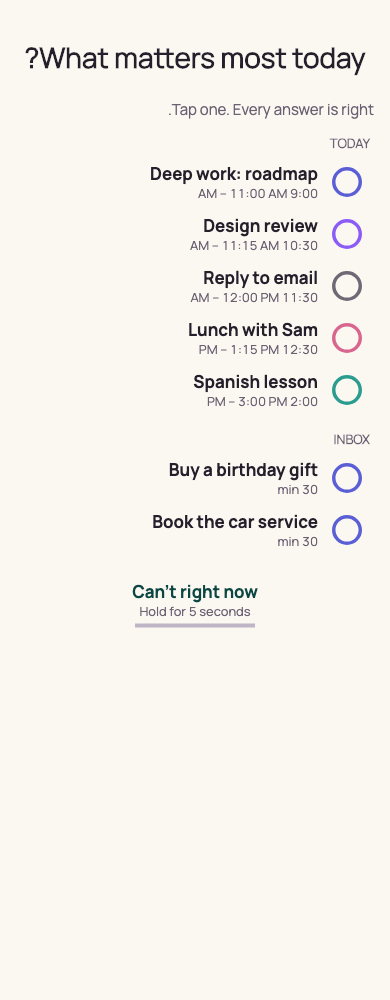 ?What matters most today
.Tap one. Every answer is right
TODAY
Deep work: roadmap
AM – 11:00 AM 9:00
Design review
AM – 11:15 AM 10:30
Reply to email
AM – 12:00 PM 11:30
Lunch with Sam
PM – 1:15 PM 12:30
Spanish lesson
PM – 3:00 PM 2:00
INBOX
Buy a birthday gift
min 30
Book the car service
min 30
Can't right now
Hold for 5 seconds